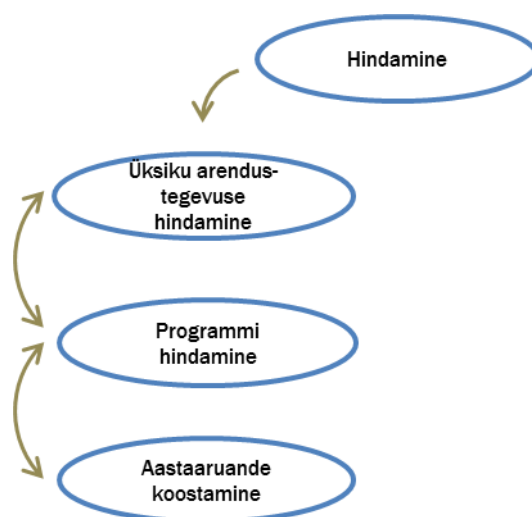 Hindamine
Üksiku arendus-
tegevuse
hindamine
Programmi
hindamine
Aastaaruande
koostamine